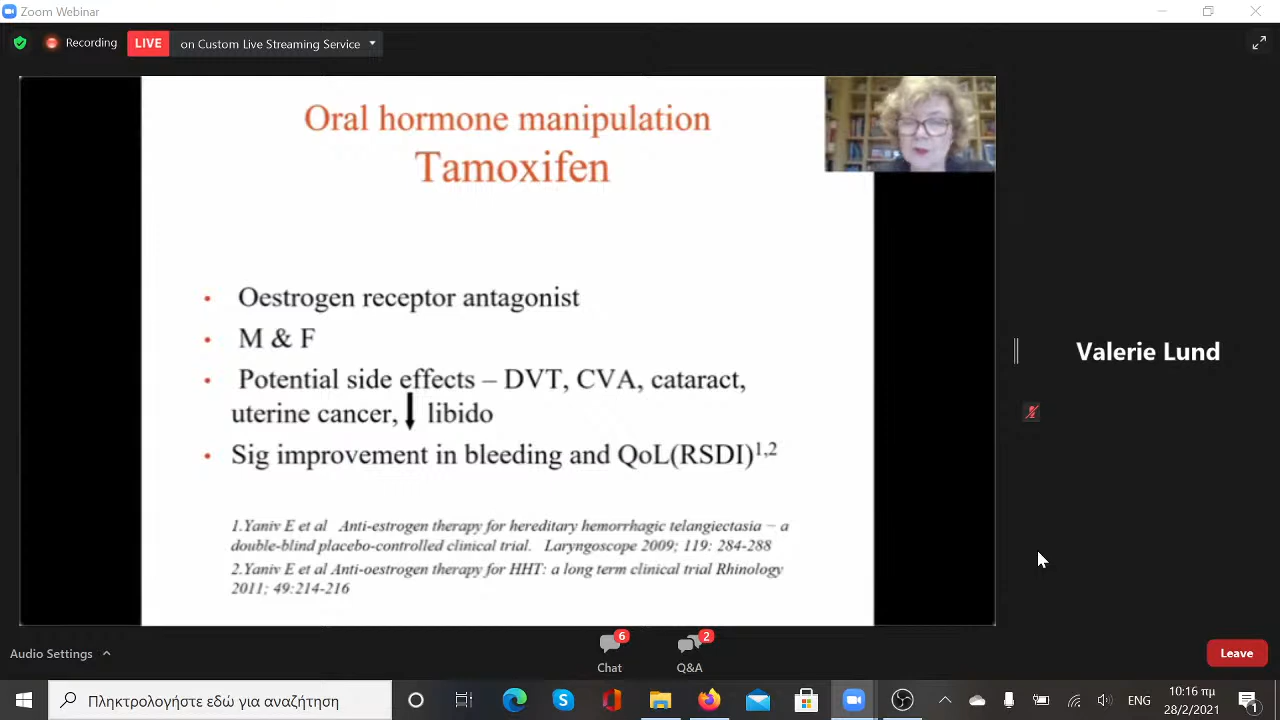 Zoom Webinar
Recording
LIVE
on Custom Live Streaming Service
Oral hormone manipulation
Tamoxifen
• Oestrogen receptor antagonist
• M & F
• Potential side effects – DVT, CVA, cataract,
uterine cancer, ↓ libido
• Sig improvement in bleeding and QoL(RSDI)1,2
1.Yaniv E et al Anti-estrogen therapy for hereditary hemorrhagic telangiectasia – a
double-blind placebo-controlled clinical trial. Laryngoscope 2009; 119: 284-288
2.Yaniv E et al Anti-oestrogen therapy for HHT: a long term clinical trial Rhinology
2011; 49:214-216
Valerie Lund
Audio Settings
6
Chat
2
Q&A
Leave
Πληκτρολογήστε εδώ για αναζήτηση
ENG
10:16 πμ
28/2/2021
1